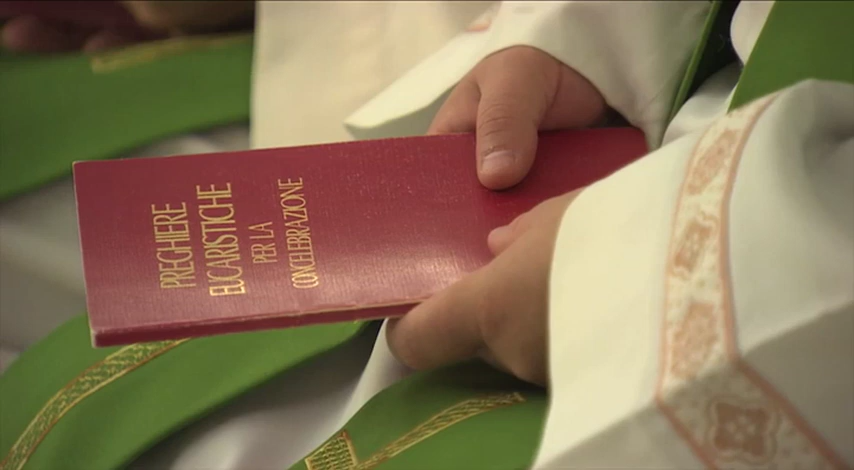 PREGHIERE
EUCARISTICHE
PER LA
CONCELEBRAZIONE